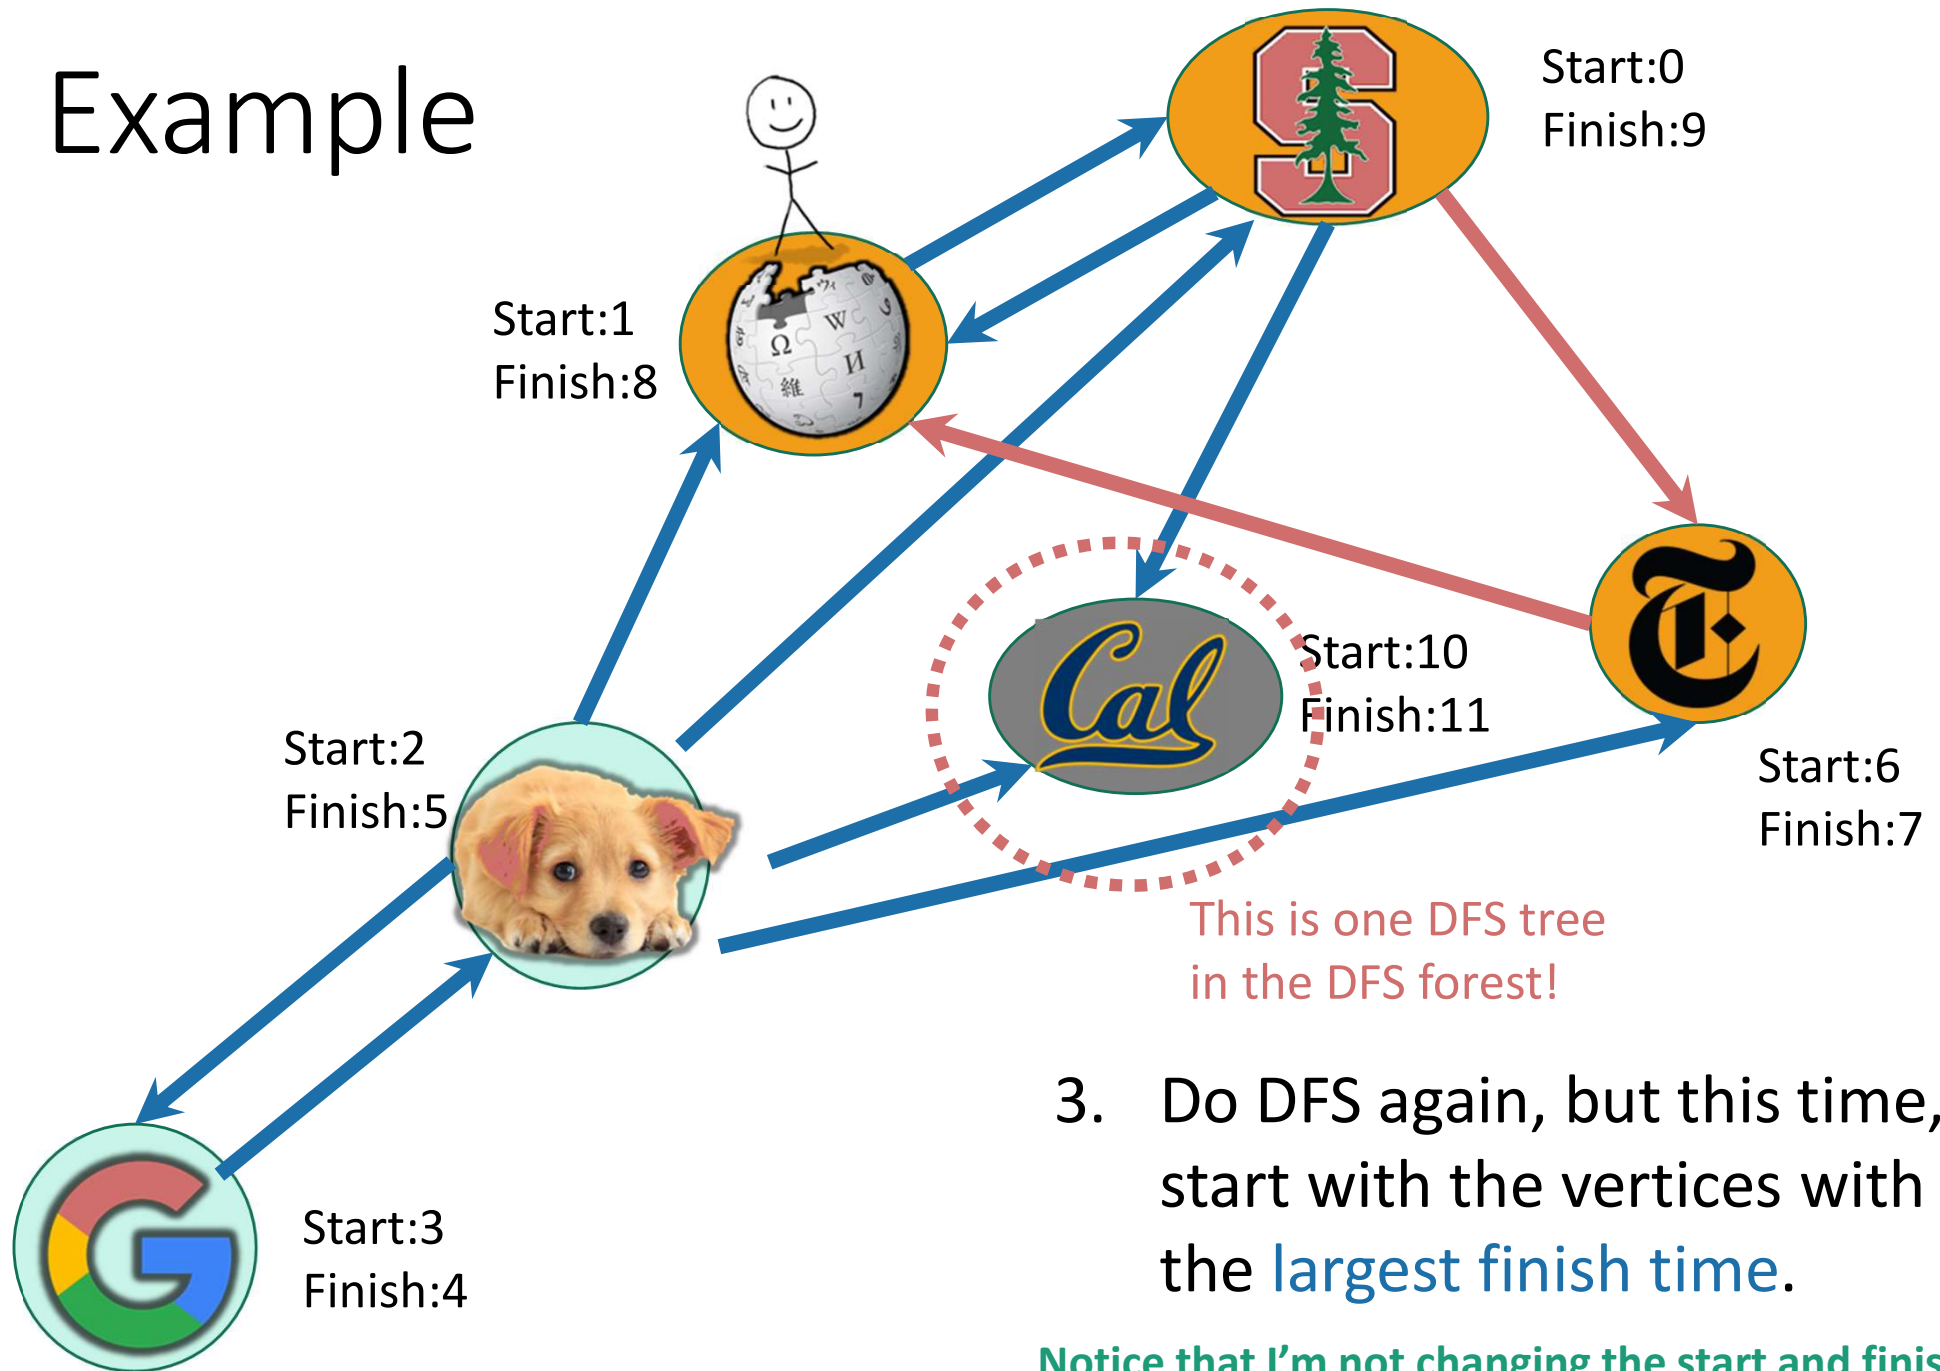 Example
Start:0
Finish:9
Start:1
Finish:8
W
Ω
И
維
7
Cal
Start:10
Finish:11
Start:2
Finish:5
Start:6
Finish:7
This is one DFS tree
in the DFS forest!
3. Do DFS again, but this time,
start with the vertices with
the largest finish time.
Start:3
Finish:4
Notice that I'm not changing the start and finis